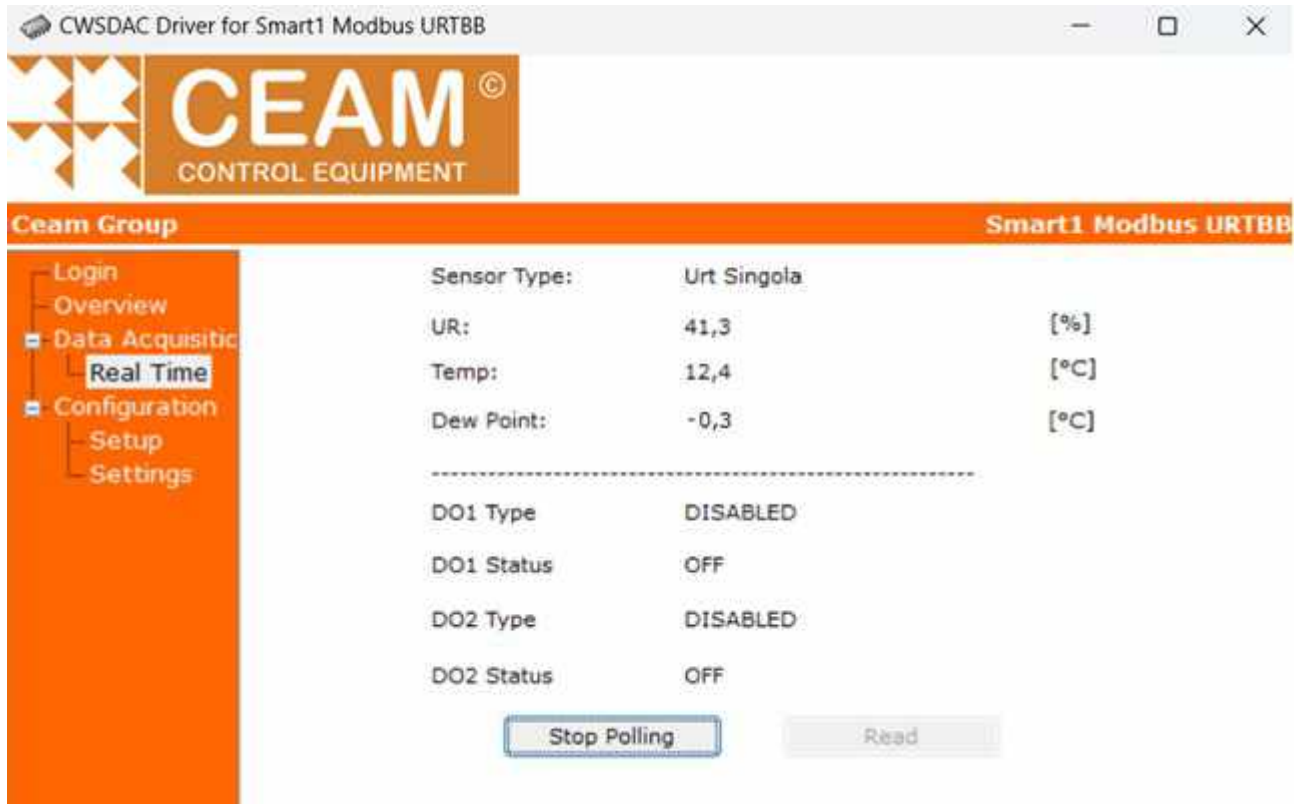 CWSDAC Driver for Smart1 Modbus URTBB
CEAM©
CONTROL EQUIPMENT
Ceam Group
Smart1 Modbus URTBB
Login
Overview
Data Acquisitic
Real Time
Configuration
Setup
Settings
Sensor Type: Urt Singola
UR: 41,3 [%]
Temp: 12,4 [°C]
Dew Point: -0,3 [°C]
--------------------------------------------------------
DO1 Type DISABLED
DO1 Status OFF
DO2 Type DISABLED
DO2 Status OFF
Stop Polling Read